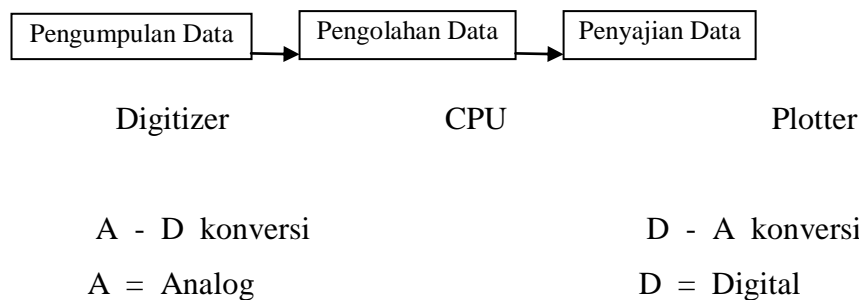 Pengumpulan Data Pengolahan Data Penyajian Data
Digitizer CPU Plotter
A - D konversi D - A konversi
A = Analog D = Digital